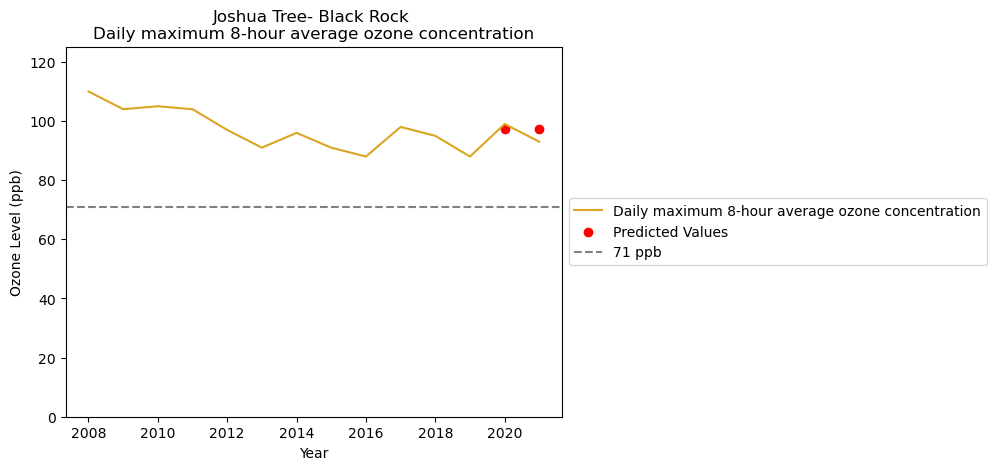 Joshua Tree- Black Rock
Daily maximum 8-hour average ozone concentration
120
100
80
60
40
20
0
Ozone Level (ppb)
2008 2010 2012 2014 2016 2018 2020
Year
Daily maximum 8-hour average ozone concentration
Predicted Values
71 ppb